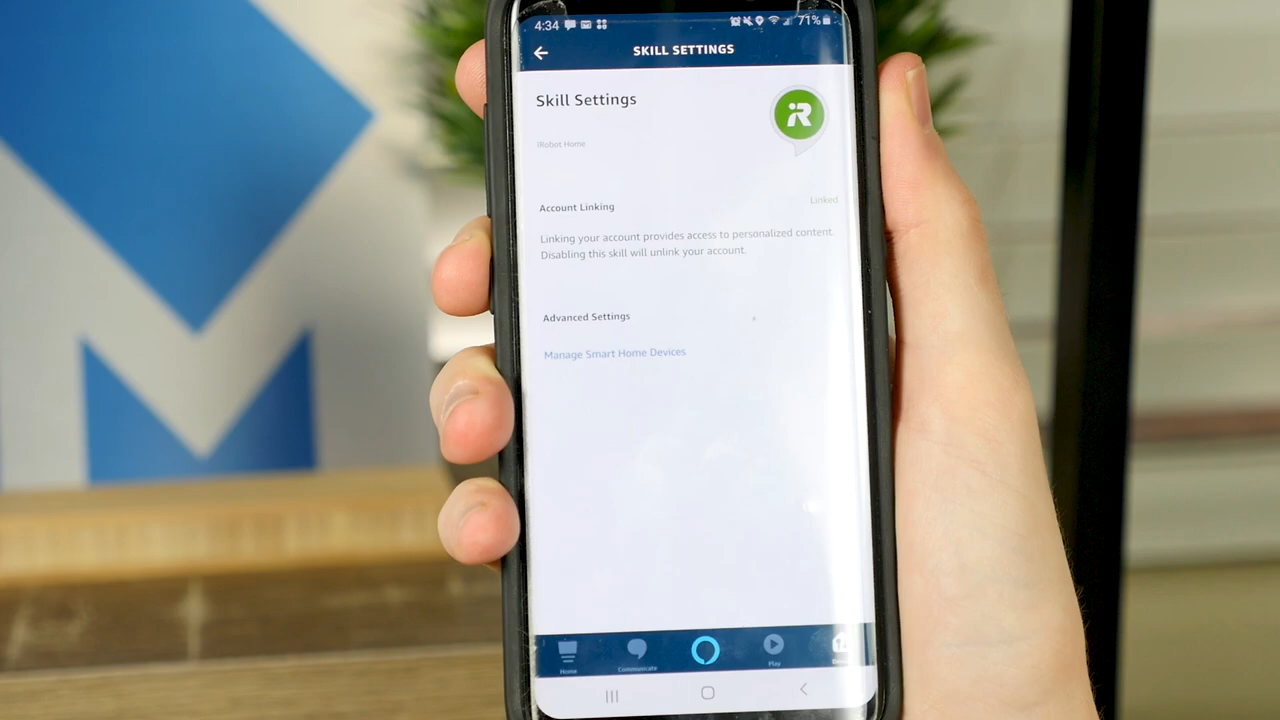 4:34
71%
SKILL SETTINGS
Skill Settings
iR
iRobot Home
Account Linking
Linked
Linking your account provides access to personalized content.
Disabling this skill will unlink your account.
Advanced Settings
Manage Smart Home Devices
Home
Communicate
Play